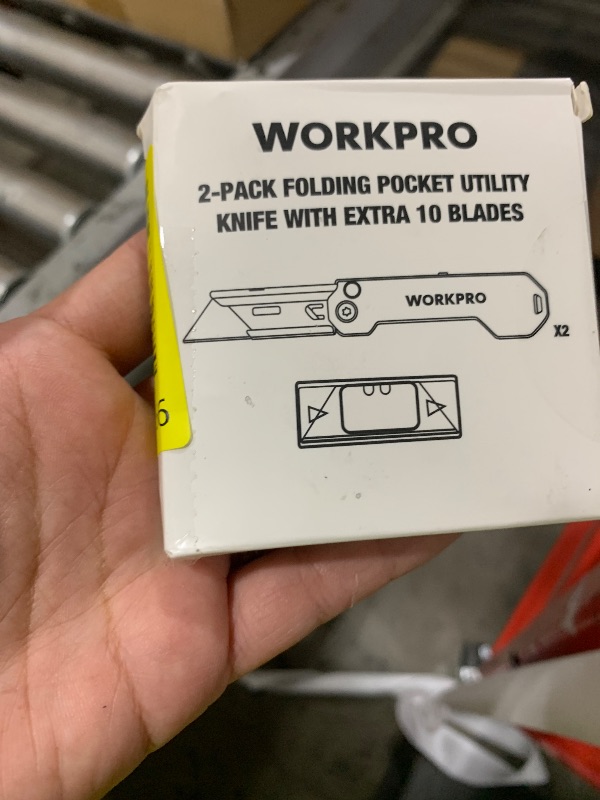 WORKPRO
2-PACK FOLDING POCKET UTILITY
KNIFE WITH EXTRA 10 BLADES
WORKPRO
X2